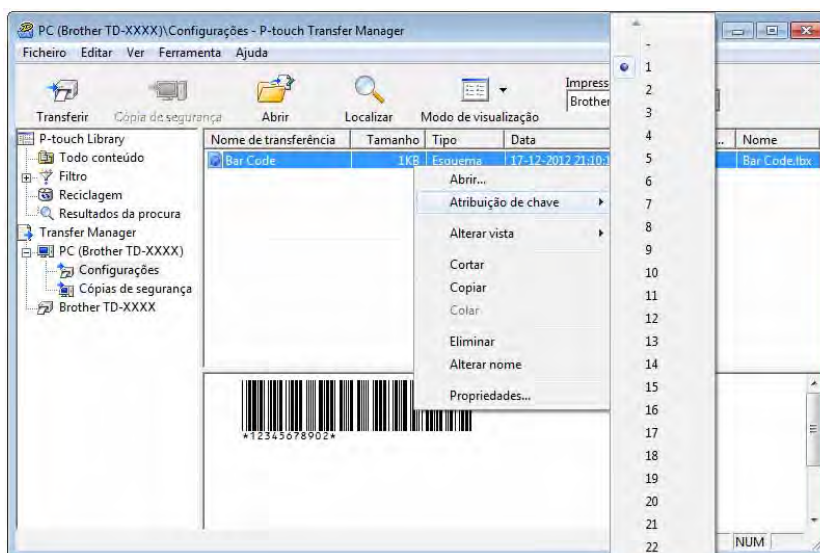 PC (Brother TD-XXXX)\Configurações - P-touch Transfer Manager
Ficheiro Editar Ver Ferramenta Ajuda
Transferir Cópia de segurança Abrir Localizar Modo de visualização
Impress
Brother
P-touch Library
Todo conteúdo
Filtro
Reciclagem
Resultados da procura
Transfer Manager
PC (Brother TD-XXXX)
Configurações
Cópias de segurança
Brother TD-XXXX
Nome de transferência Tamanho Tipo Data ... Nome
Bar Code 1KB Esquema 17-12-2012 21:10:1 Bar Code.lbx
Abrir...
Atribuição de chave
Alterar vista
Cortar
Copiar
Colar
Eliminar
Alterar nome
Propriedades...
-
1
2
3
4
5
6
7
8
9
10
11
12
13
14
15
16
17
18
19
20
21
22
*12345678902*
NUM